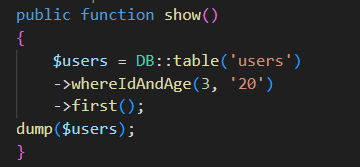 public function show()
{
$users = DB::table('users')
->whereIdAndAge(3, '20')
->first();
dump($users);
}